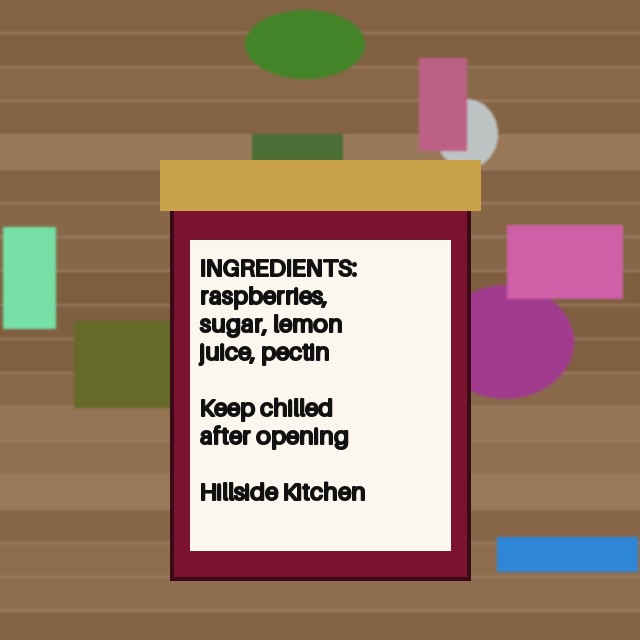 INGREDIENTS:
raspberries,
sugar, lemon
juice, pectin
Keep chilled
after opening
Hillside Kitchen